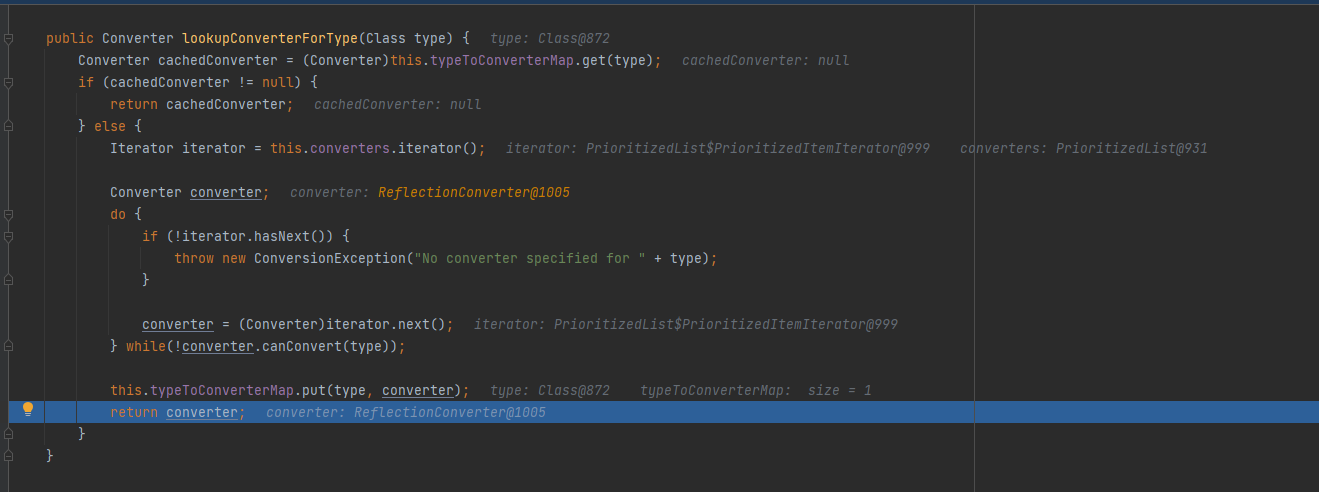 public Converter lookupConverterForType(Class type) {  type: Class@872
Converter cachedConverter = (Converter)this.typeToConverterMap.get(type);  cachedConverter: null
if (cachedConverter != null) {
return cachedConverter;  cachedConverter: null
} else {
Iterator iterator = this.converters.iterator();  iterator: PrioritizedList$PrioritizedItemIterator@999  converters: PrioritizedList@931
Converter converter;  converter: ReflectionConverter@1005
do {
if (!iterator.hasNext()) {
throw new ConversionException("No converter specified for " + type);
}
converter = (Converter)iterator.next();  iterator: PrioritizedList$PrioritizedItemIterator@999
} while(!converter.canConvert(type));
this.typeToConverterMap.put(type, converter);  type: Class@872  typeToConverterMap:  size = 1
return converter;  converter: ReflectionConverter@1005
}
}